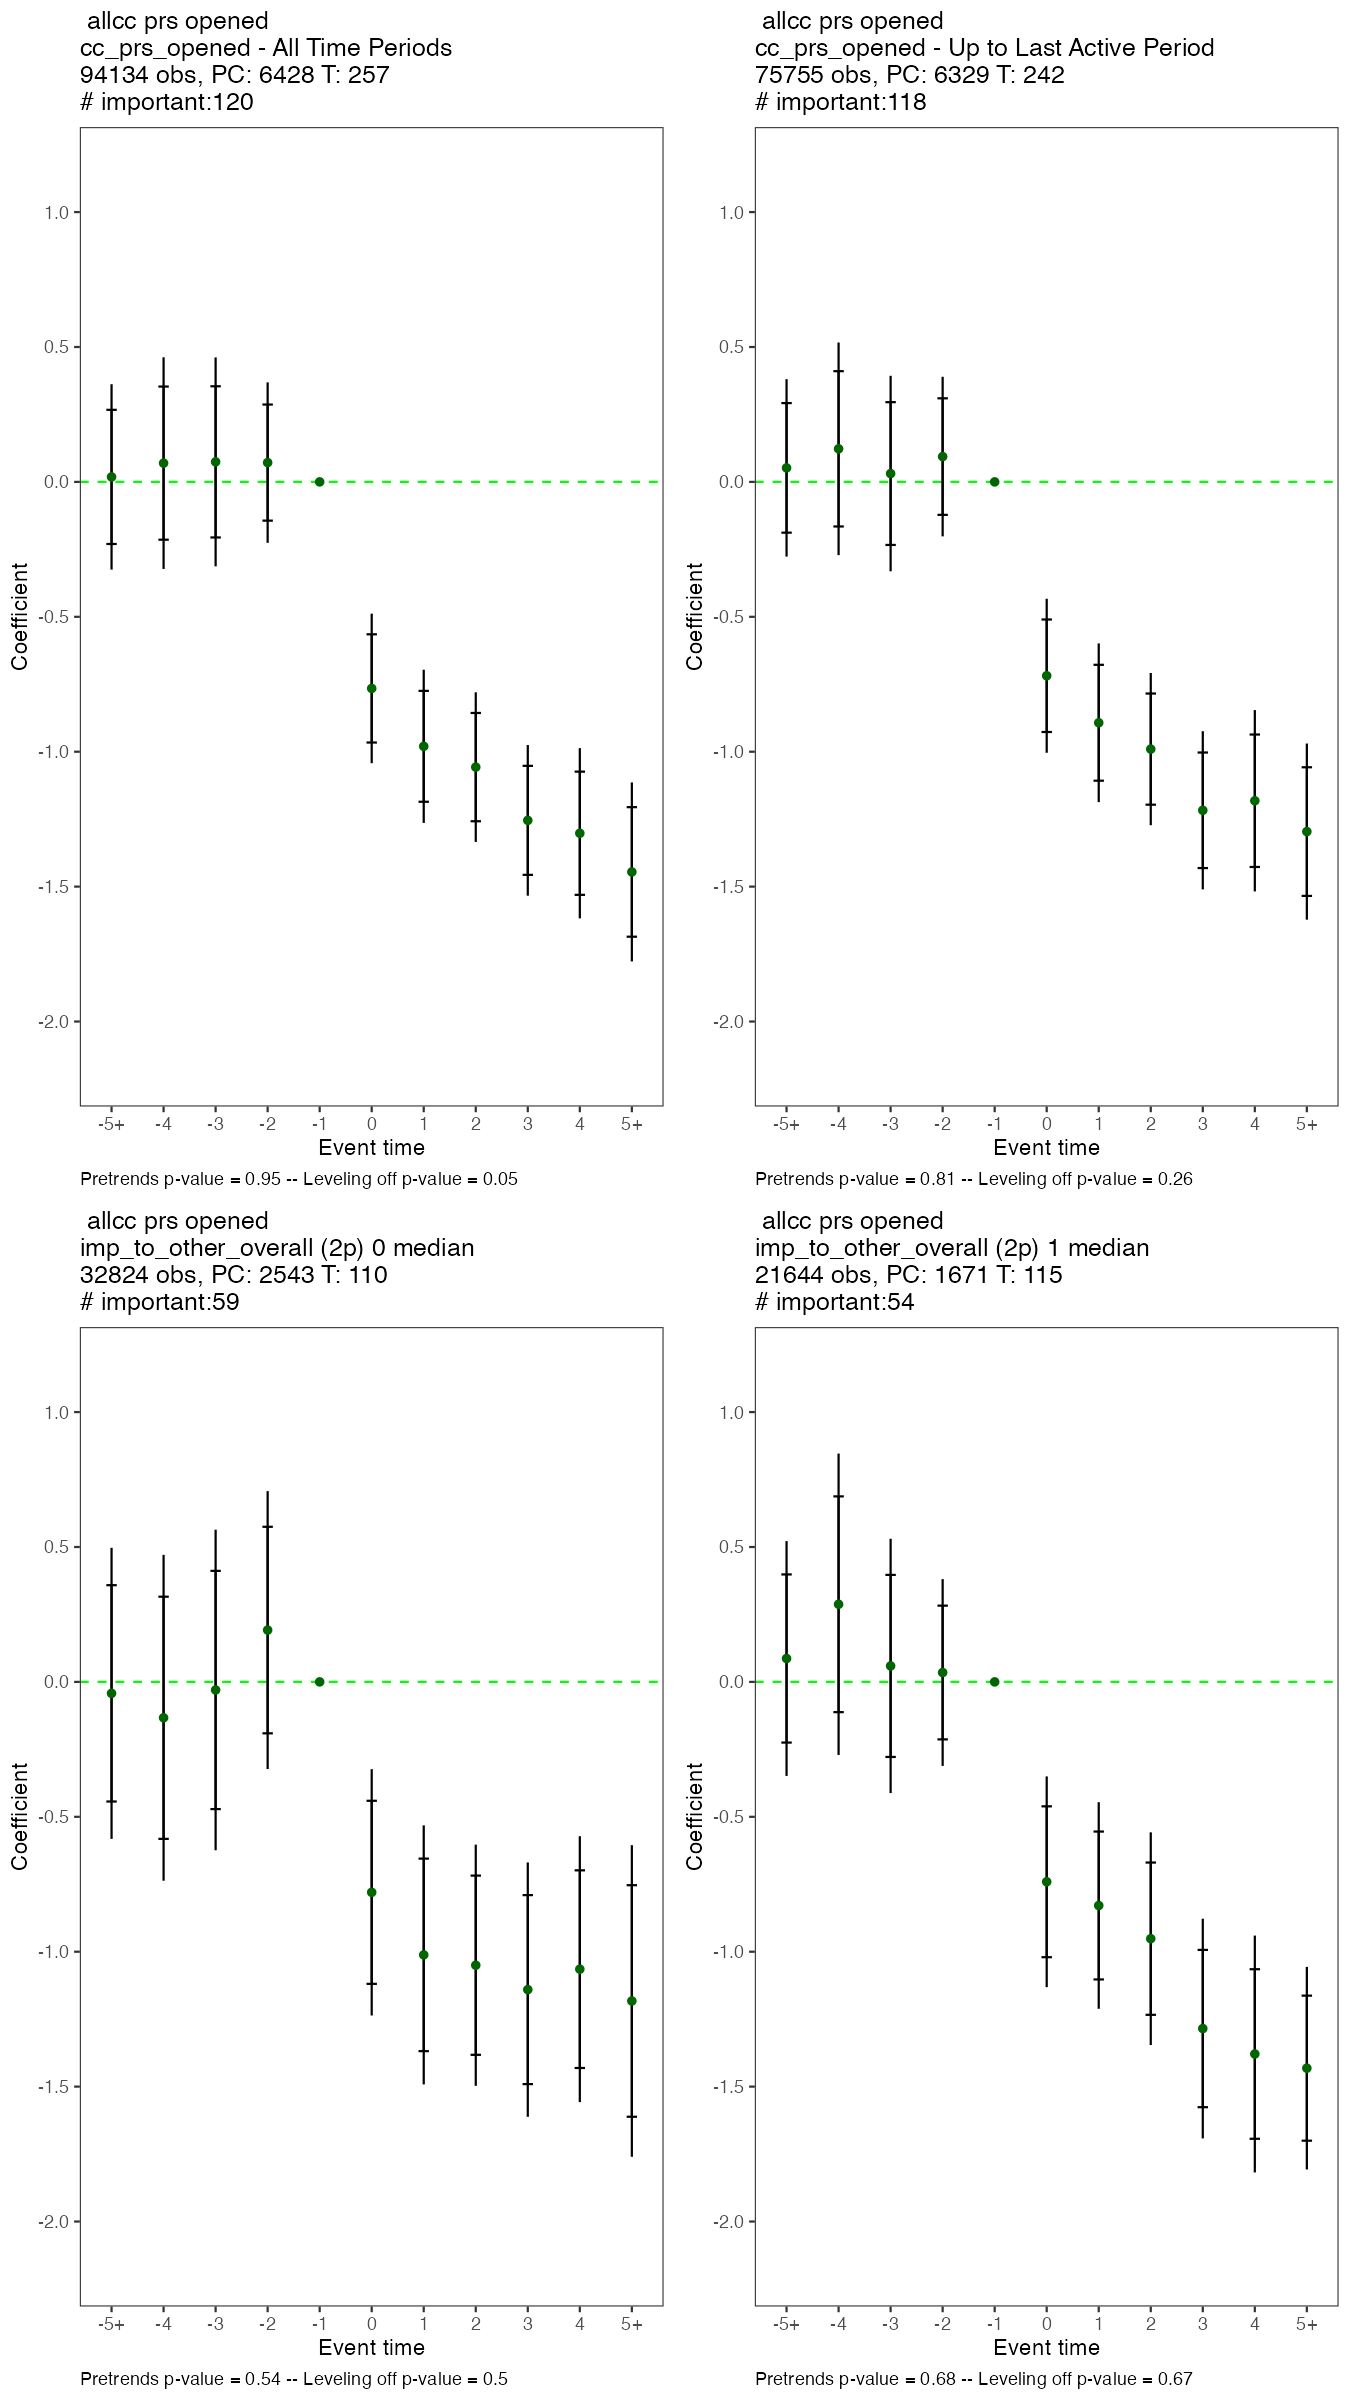 allcc prs opened
cc_prs_opened - All Time Periods
94134 obs, PC: 6428 T: 257
# important:120
1.0
0.5
0.0
-0.5
-1.0
-1.5
-2.0
Coefficient
-5+ -4 -3 -2 -1 0 1 2 3 4 5+
Event time
Pretrends p-value = 0.95 -- Leveling off p-value = 0.05
allcc prs opened
cc_prs_opened - Up to Last Active Period
75755 obs, PC: 6329 T: 242
# important:118
1.0
0.5
0.0
-0.5
-1.0
-1.5
-2.0
Coefficient
-5+ -4 -3 -2 -1 0 1 2 3 4 5+
Event time
Pretrends p-value = 0.81 -- Leveling off p-value = 0.26
allcc prs opened
imp_to_other_overall (2p) 0 median
32824 obs, PC: 2543 T: 110
# important:59
1.0
0.5
0.0
-0.5
-1.0
-1.5
-2.0
Coefficient
-5+ -4 -3 -2 -1 0 1 2 3 4 5+
Event time
Pretrends p-value = 0.54 -- Leveling off p-value = 0.5
allcc prs opened
imp_to_other_overall (2p) 1 median
21644 obs, PC: 1671 T: 115
# important:54
1.0
0.5
0.0
-0.5
-1.0
-1.5
-2.0
Coefficient
-5+ -4 -3 -2 -1 0 1 2 3 4 5+
Event time
Pretrends p-value = 0.68 -- Leveling off p-value = 0.67